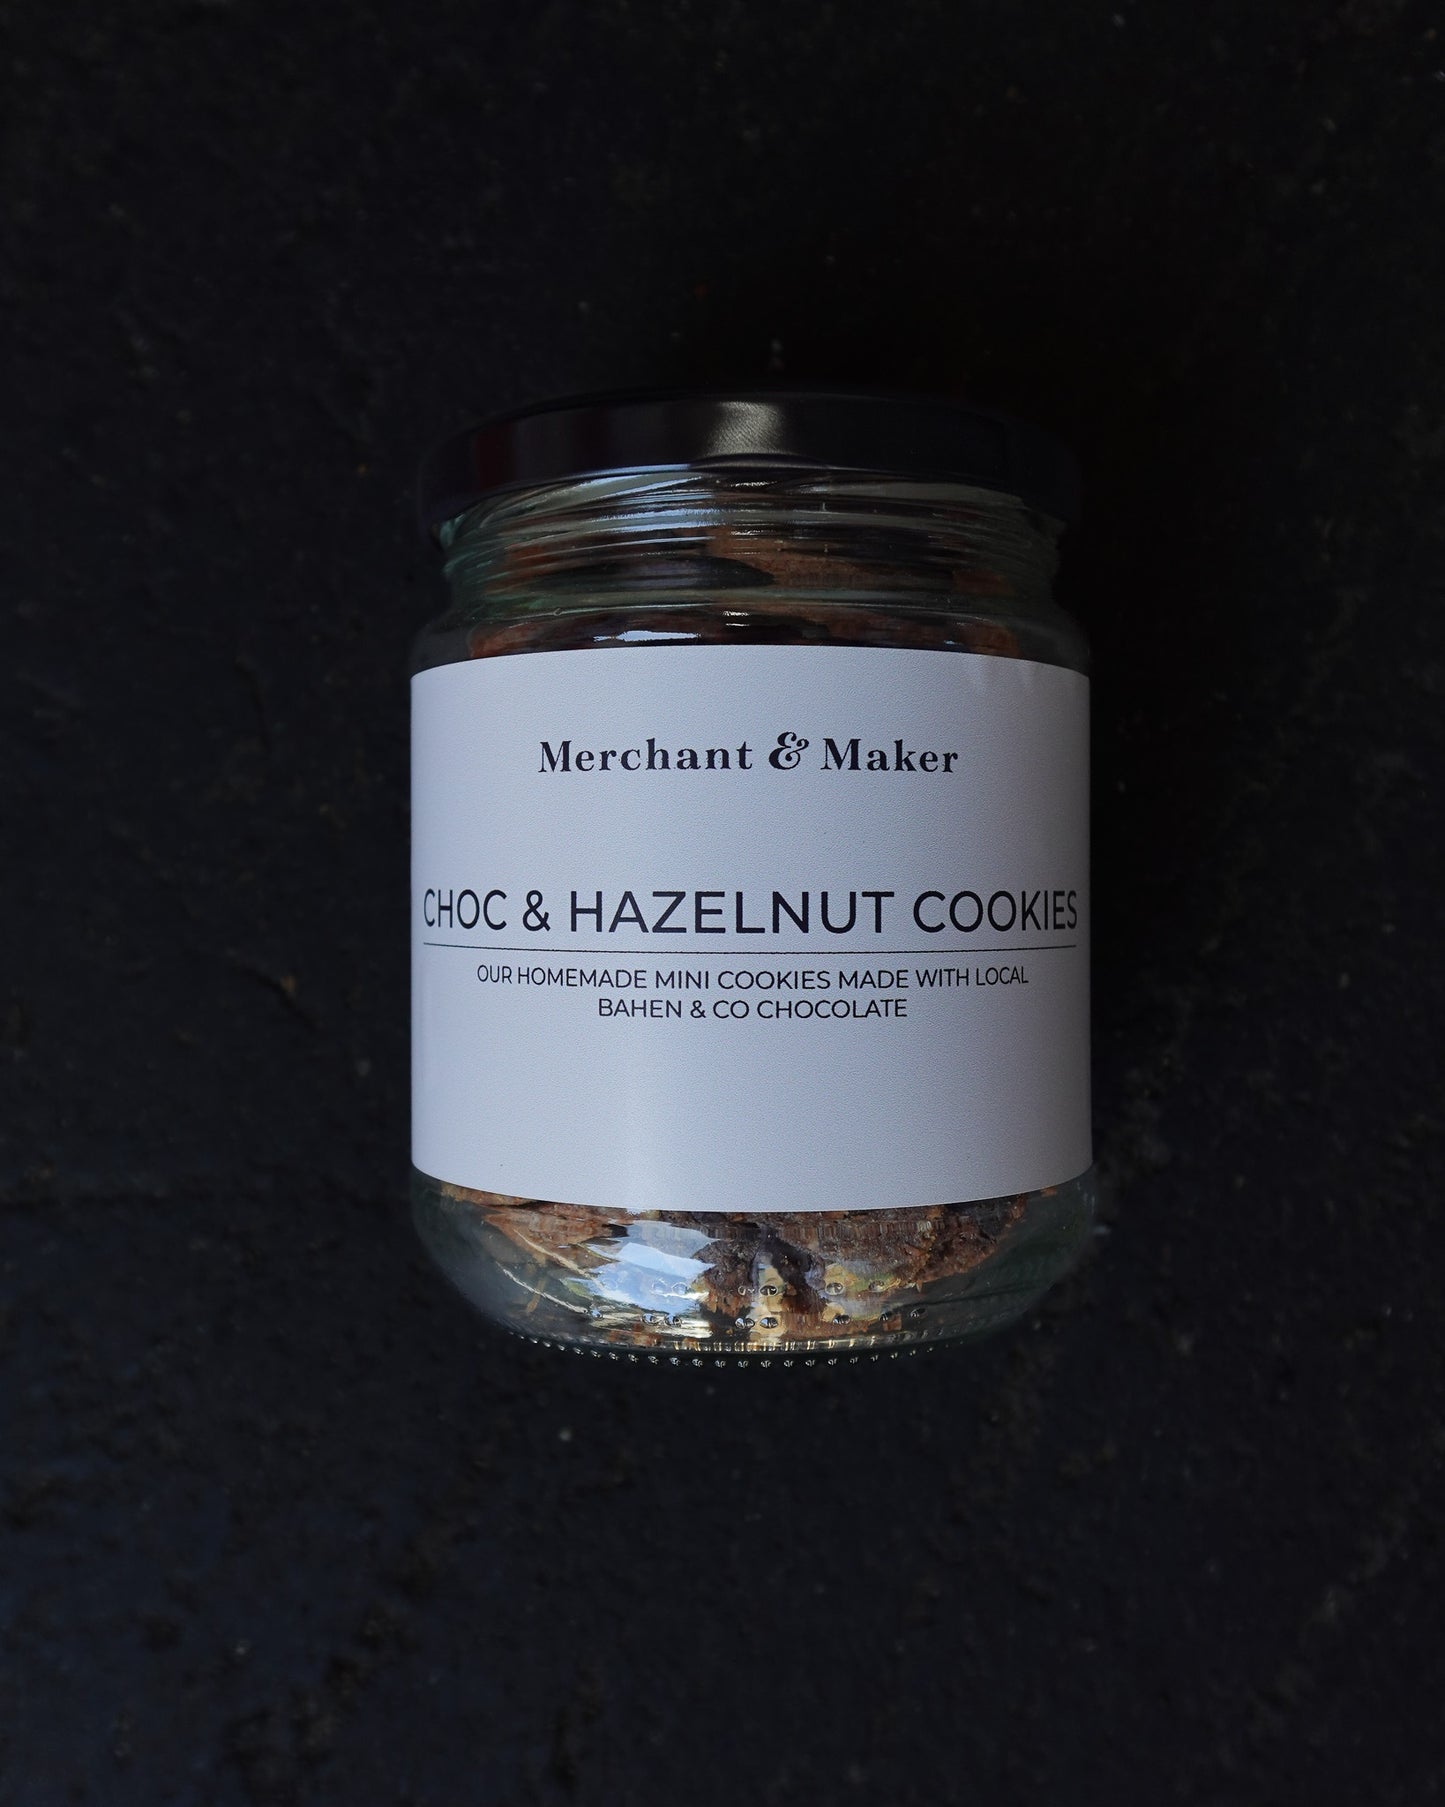 Merchant & Maker
CHOC & HAZELNUT COOKIES
OUR HOMEMADE MINI COOKIES MADE WITH LOCAL
BAHEN & CO CHOCOLATE